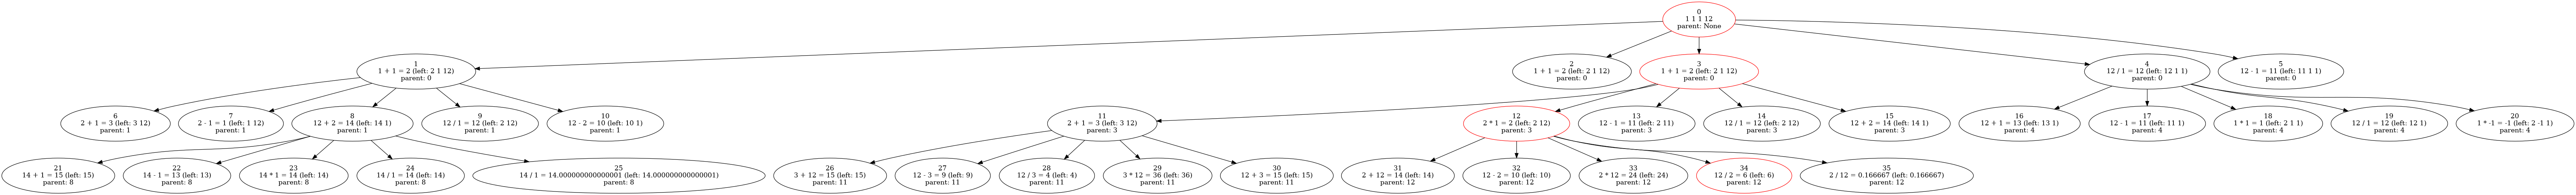 0
1 1 1 12
parent: None
1
1 + 1 = 2 (left: 2 1 12)
parent: 0
2
1 + 1 = 2 (left: 2 1 12)
parent: 0
3
1 + 1 = 2 (left: 2 1 12)
parent: 0
4
12 / 1 = 12 (left: 12 1 1)
parent: 0
5
12 - 1 = 11 (left: 11 1 1)
parent: 0
6
2 + 1 = 3 (left: 3 12)
parent: 1
7
2 - 1 = 1 (left: 1 12)
parent: 1
8
12 + 2 = 14 (left: 14 1)
parent: 1
9
12 / 1 = 12 (left: 2 12)
parent: 1
10
12 - 2 = 10 (left: 10 1)
parent: 1
11
2 + 1 = 3 (left: 3 12)
parent: 3
12
2 * 1 = 2 (left: 2 12)
parent: 3
13
12 - 1 = 11 (left: 2 11)
parent: 3
14
12 / 1 = 12 (left: 2 12)
parent: 3
15
12 + 2 = 14 (left: 14 1)
parent: 3
16
12 + 1 = 13 (left: 13 1)
parent: 4
17
12 - 1 = 11 (left: 11 1)
parent: 4
18
1 * 1 = 1 (left: 2 1 1)
parent: 4
19
12 / 1 = 12 (left: 12 1)
parent: 4
20
1 * -1 = -1 (left: 2 -1 1)
parent: 4
21
14 + 1 = 15 (left: 15)
parent: 8
22
14 - 1 = 13 (left: 13)
parent: 8
23
14 * 1 = 14 (left: 14)
parent: 8
24
14 / 1 = 14 (left: 14)
parent: 8
25
14 / 1 = 14.000000000000001 (left: 14.000000000000001)
parent: 8
26
3 + 12 = 15 (left: 15)
parent: 11
27
12 - 3 = 9 (left: 9)
parent: 11
28
12 / 3 = 4 (left: 4)
parent: 11
29
3 * 12 = 36 (left: 36)
parent: 11
30
12 + 3 = 15 (left: 15)
parent: 11
31
2 + 12 = 14 (left: 14)
parent: 12
32
12 - 2 = 10 (left: 10)
parent: 12
33
2 * 12 = 24 (left: 24)
parent: 12
34
12 / 2 = 6 (left: 6)
parent: 12
35
2 / 12 = 0.166667 (left: 0.166667)
parent: 12